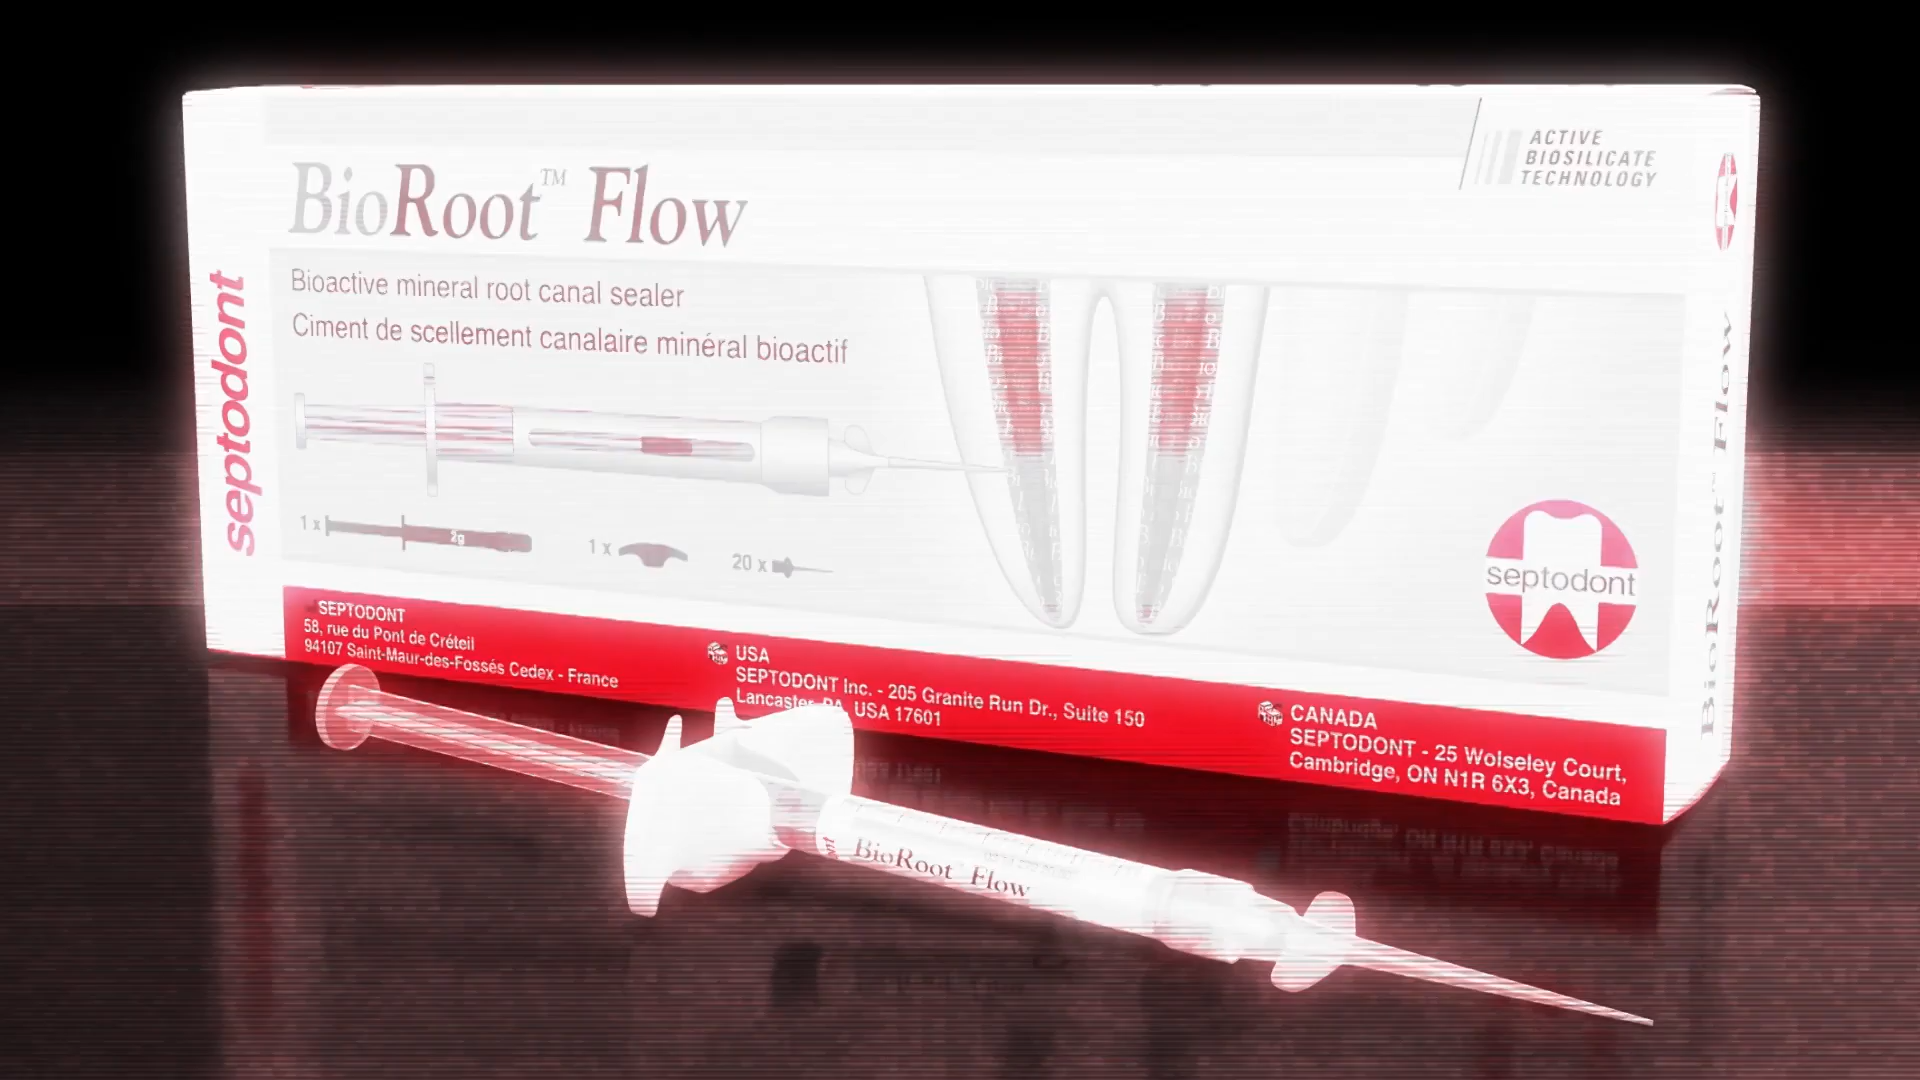 BioRoot™ Flow
ACTIVE
BIOSILICATE
TECHNOLOGY
Bioactive mineral root canal sealer
Ciment de scellement canalaire minéral bioactif
septodont
1 x
2g
1 x
20 x
septodont
BioRoot™ Flow
SEPTODONT
58, rue du Pont de Créteil
94107 Saint-Maur-des-Fossés Cedex - France
USA
SEPTODONT Inc. - 205 Granite Run Dr., Suite 150
Lancaster, PA, USA 17601
CANADA
SEPTODONT - 25 Wolseley Court,
Cambridge, ON N1R 6X3, Canada
BioRoot™ Flow